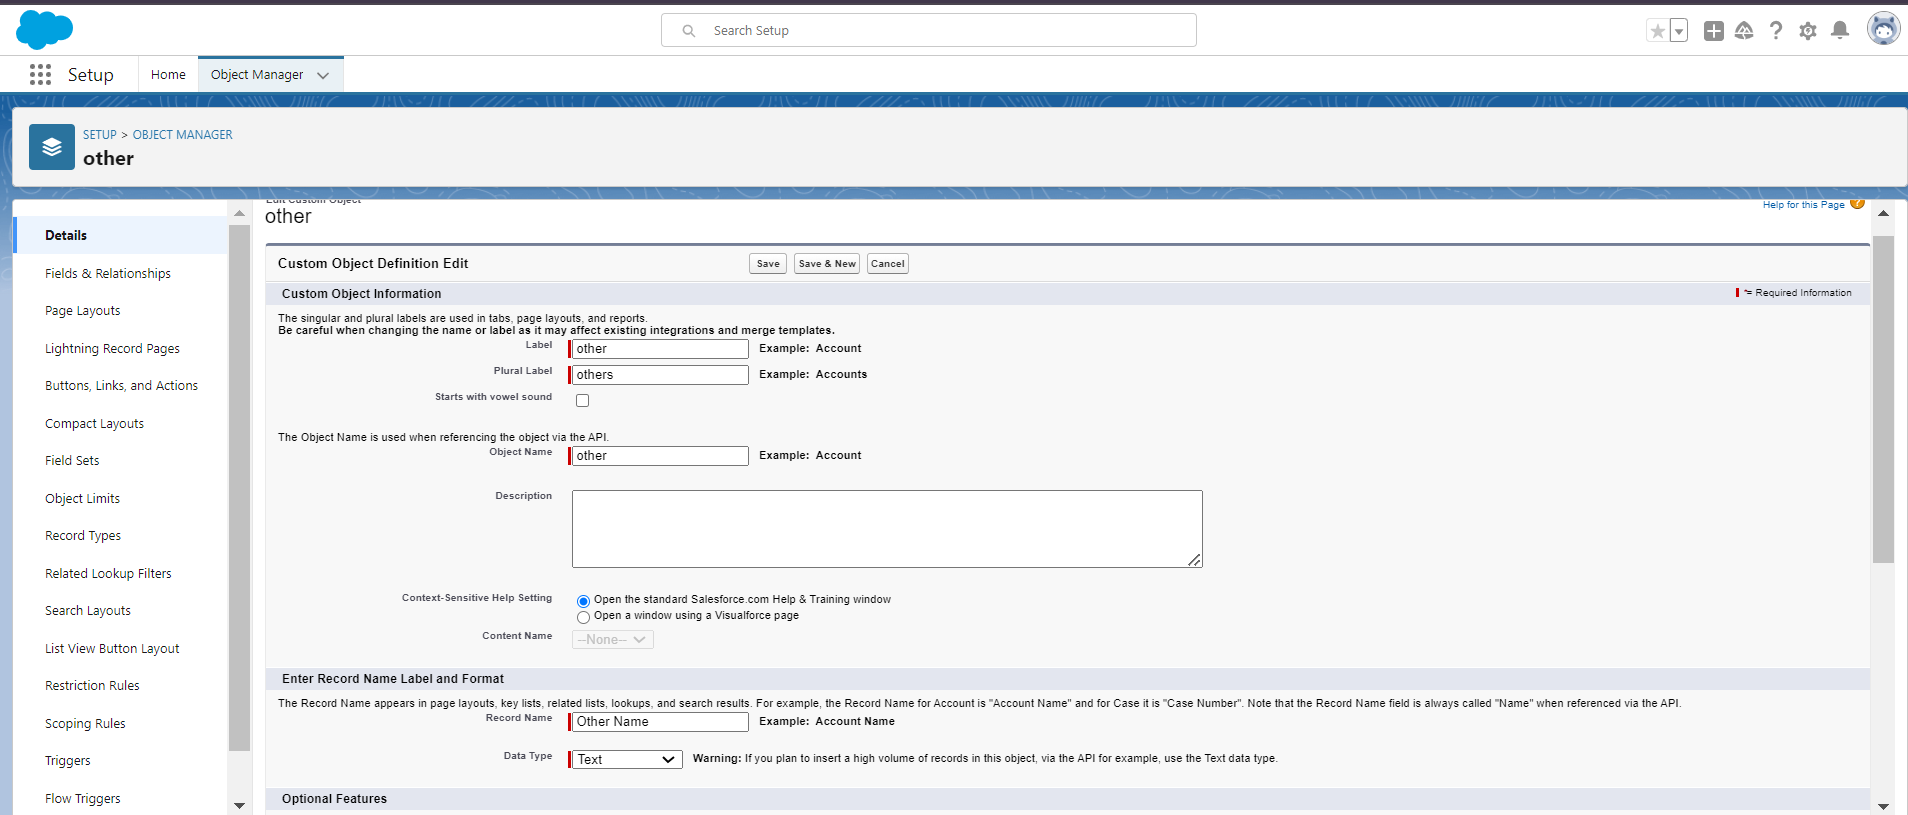 Search Setup
Setup
Home
Object Manager
SETUP > OBJECT MANAGER
other
Details
Fields & Relationships
Page Layouts
Lightning Record Pages
Buttons, Links, and Actions
Compact Layouts
Field Sets
Object Limits
Record Types
Related Lookup Filters
Search Layouts
List View Button Layout
Restriction Rules
Scoping Rules
Triggers
Flow Triggers
Edit Custom Object
other
Help for this Page ?
Custom Object Definition Edit
Save
Save & New
Cancel
Custom Object Information
= Required Information
The singular and plural labels are used in tabs, page layouts, and reports.
Be careful when changing the name or label as it may affect existing integrations and merge templates.
Label other Example: Account
Plural Label others Example: Accounts
Starts with vowel sound
The Object Name is used when referencing the object via the API.
Object Name other Example: Account
Description
Context-Sensitive Help Setting Open the standard Salesforce.com Help & Training window
Open a window using a Visualforce page
Content Name --None--
Enter Record Name Label and Format
The Record Name appears in page layouts, key lists, related lists, lookups, and search results. For example, the Record Name for Account is "Account Name" and for Case it is "Case Number". Note that the Record Name field is always called "Name" when referenced via the API.
Record Name Other Name Example: Account Name
Data Type Text Warning: If you plan to insert a high volume of records in this object, via the API for example, use the Text data type.
Optional Features